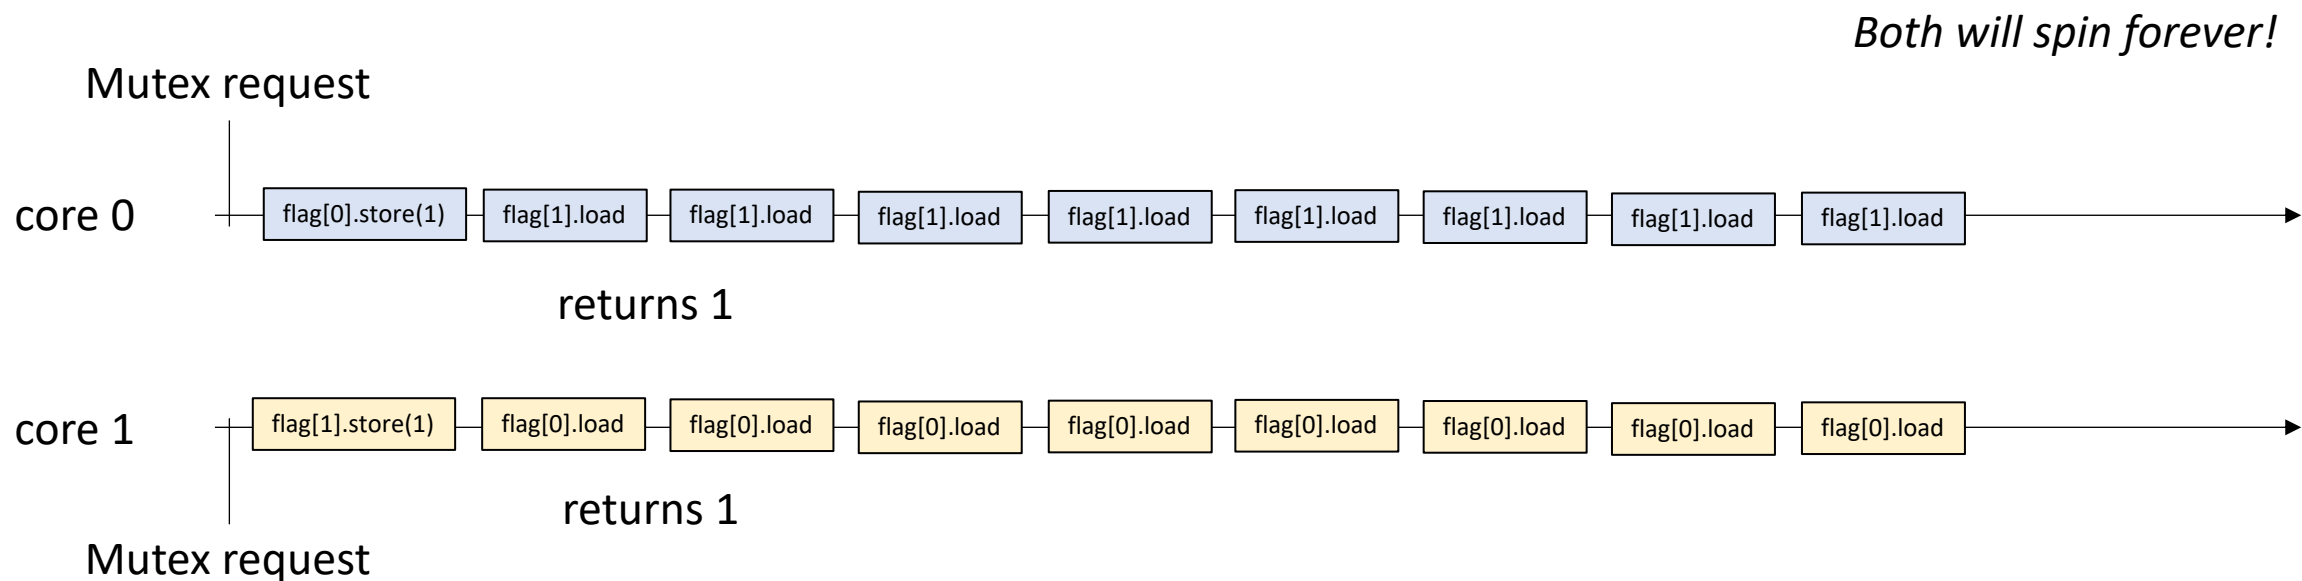 Both will spin forever!
Mutex request
core 0
flag[0].store(1)
flag[1].load
flag[1].load
flag[1].load
flag[1].load
flag[1].load
flag[1].load
flag[1].load
flag[1].load
returns 1
core 1
flag[1].store(1)
flag[0].load
flag[0].load
flag[0].load
flag[0].load
flag[0].load
flag[0].load
flag[0].load
flag[0].load
returns 1
Mutex request